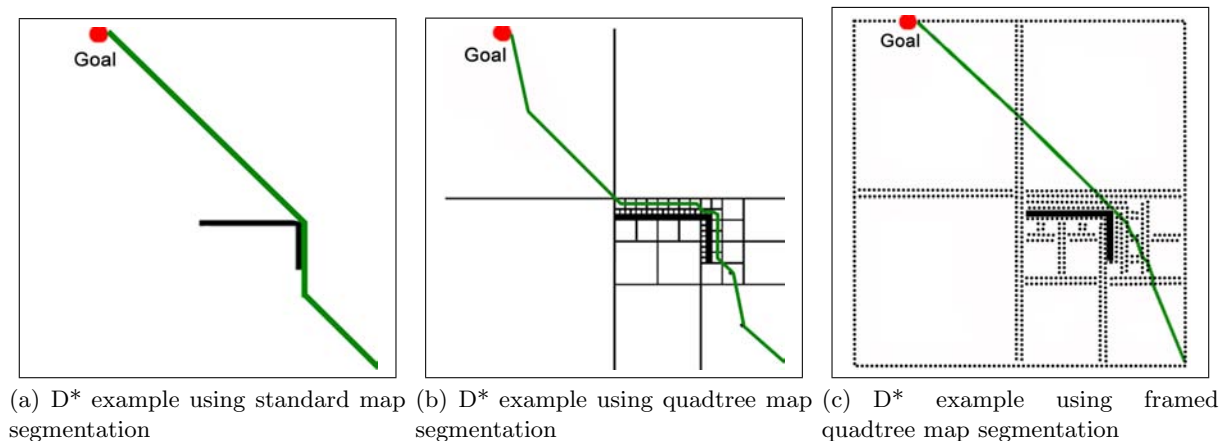 Goal
Goal
Goal
(a) D* example using standard map segmentation
(b) D* example using quadtree map segmentation
(c) D* example using framed quadtree map segmentation